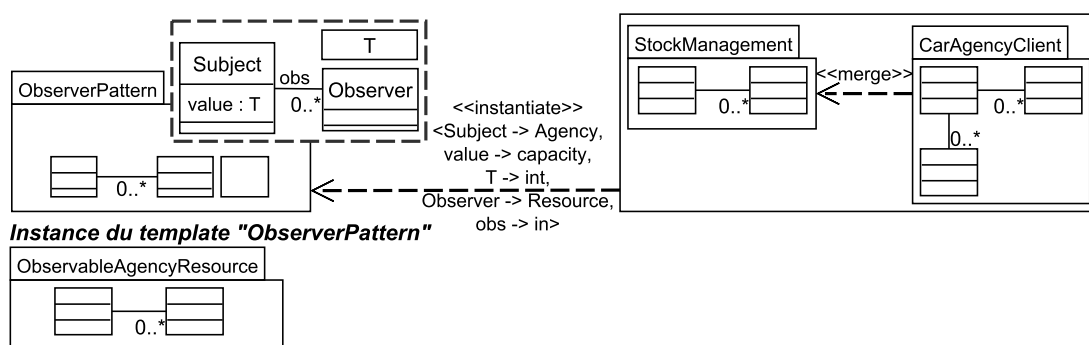 ObserverPattern
Subject
value : T
obs
0..*
T
Observer
0..*
<<instantiate>>
<Subject -> Agency,
value -> capacity,
T -> int,
Observer -> Resource,
obs -> in>
StockManagement
0..*
<<merge>>
CarAgencyClient
0..*
0..*
Instance du template "ObserverPattern"
ObservableAgencyResource
0..*